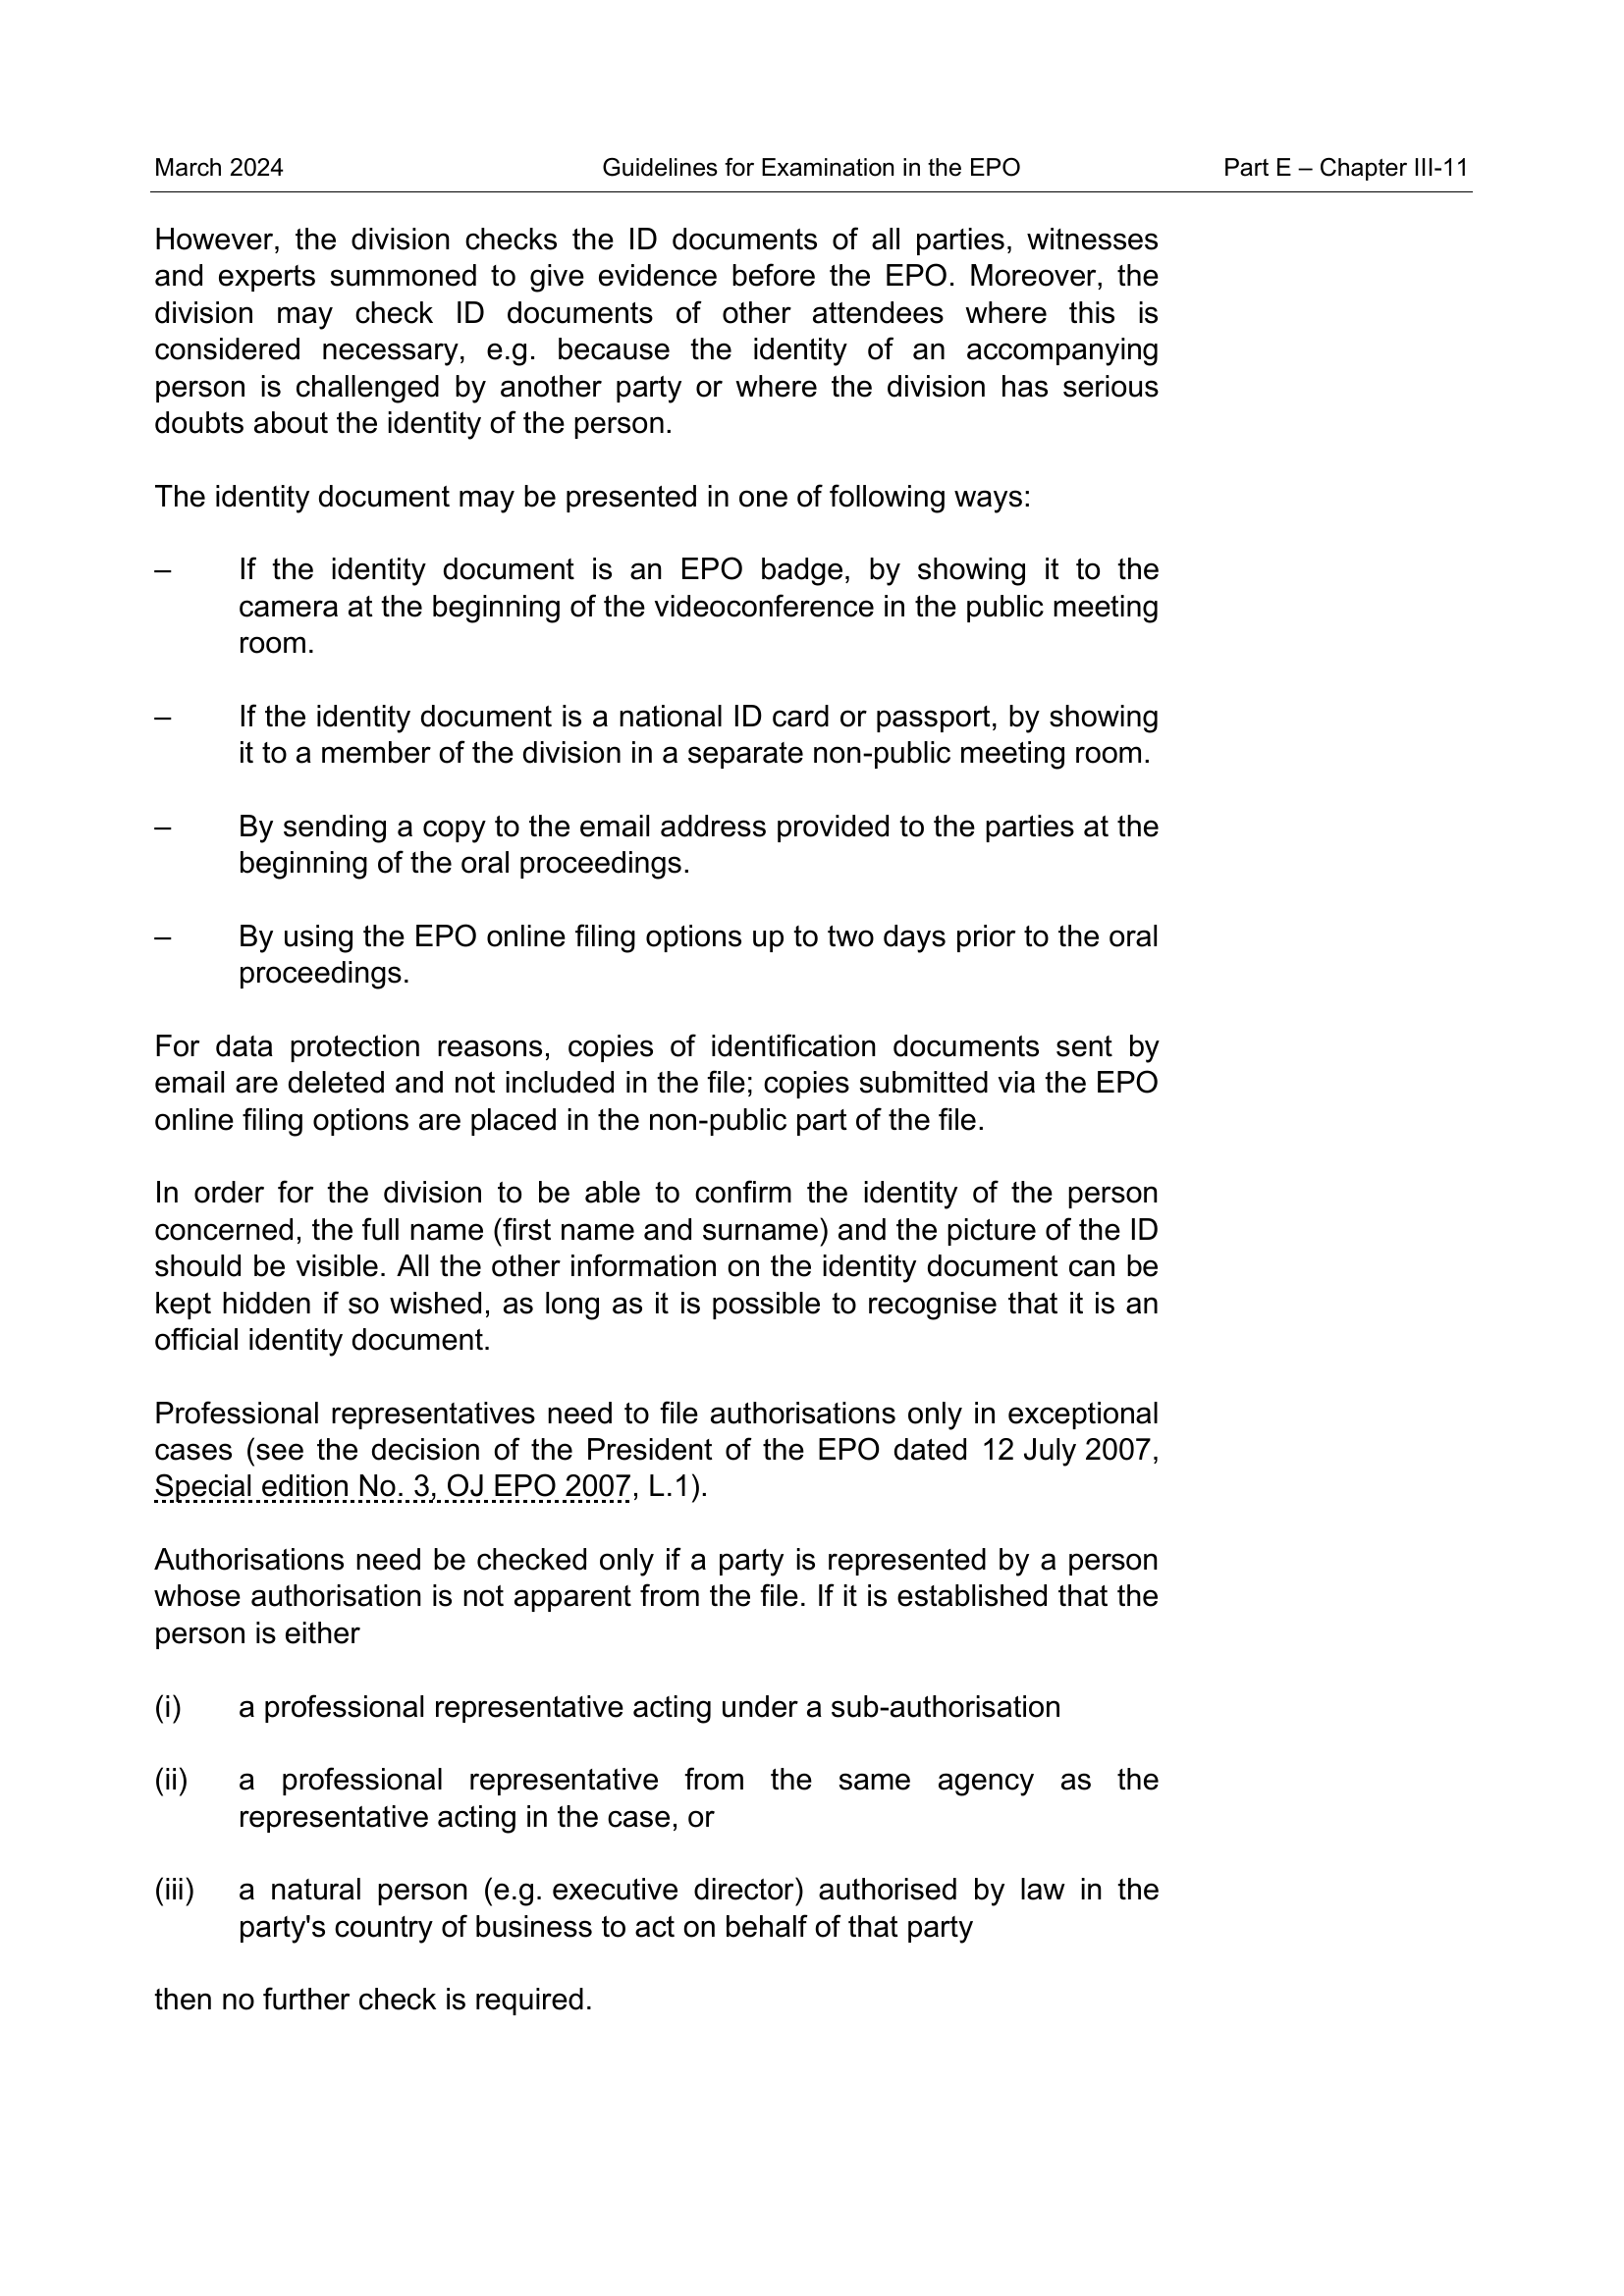 March 2024 Guidelines for Examination in the EPO Part E – Chapter III-11
However, the division checks the ID documents of all parties, witnesses
and experts summoned to give evidence before the EPO. Moreover, the
division may check ID documents of other attendees where this is
considered necessary, e.g. because the identity of an accompanying
person is challenged by another party or where the division has serious
doubts about the identity of the person.
The identity document may be presented in one of following ways:
– If the identity document is an EPO badge, by showing it to the
camera at the beginning of the videoconference in the public meeting
room.
– If the identity document is a national ID card or passport, by showing
it to a member of the division in a separate non-public meeting room.
– By sending a copy to the email address provided to the parties at the
beginning of the oral proceedings.
– By using the EPO online filing options up to two days prior to the oral
proceedings.
For data protection reasons, copies of identification documents sent by
email are deleted and not included in the file; copies submitted via the EPO
online filing options are placed in the non-public part of the file.
In order for the division to be able to confirm the identity of the person
concerned, the full name (first name and surname) and the picture of the ID
should be visible. All the other information on the identity document can be
kept hidden if so wished, as long as it is possible to recognise that it is an
official identity document.
Professional representatives need to file authorisations only in exceptional
cases (see the decision of the President of the EPO dated 12 July 2007,
Special edition No. 3, OJ EPO 2007, L.1).
Authorisations need be checked only if a party is represented by a person
whose authorisation is not apparent from the file. If it is established that the
person is either
(i) a professional representative acting under a sub-authorisation
(ii) a professional representative from the same agency as the
representative acting in the case, or
(iii) a natural person (e.g. executive director) authorised by law in the
party's country of business to act on behalf of that party
then no further check is required.